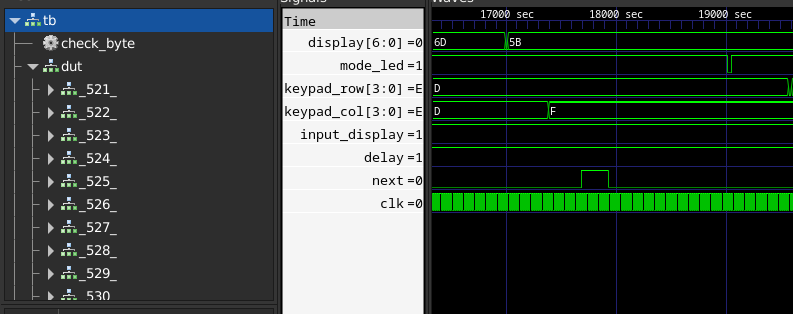 Signals
Waves
tb
check_byte
dut
_521_
_522_
_523_
_524_
_525_
_526_
_527_
_528_
_529_
_530_
Time
display[6:0]=0
mode_led=1
keypad_row[3:0]=E
keypad_col[3:0]=E
input_display=1
delay=1
next=0
clk=0
17000 sec 18000 sec 19000 sec
6D 5B
D
D F